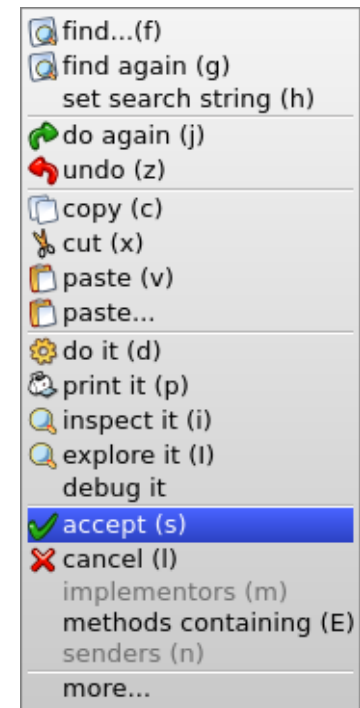 find...(f)
find again (g)
set search string (h)
do again (j)
undo (z)
copy (c)
cut (x)
paste (v)
paste...
do it (d)
print it (p)
inspect it (i)
explore it (I)
debug it
accept (s)
cancel (l)
implementors (m)
methods containing (E)
senders (n)
more...